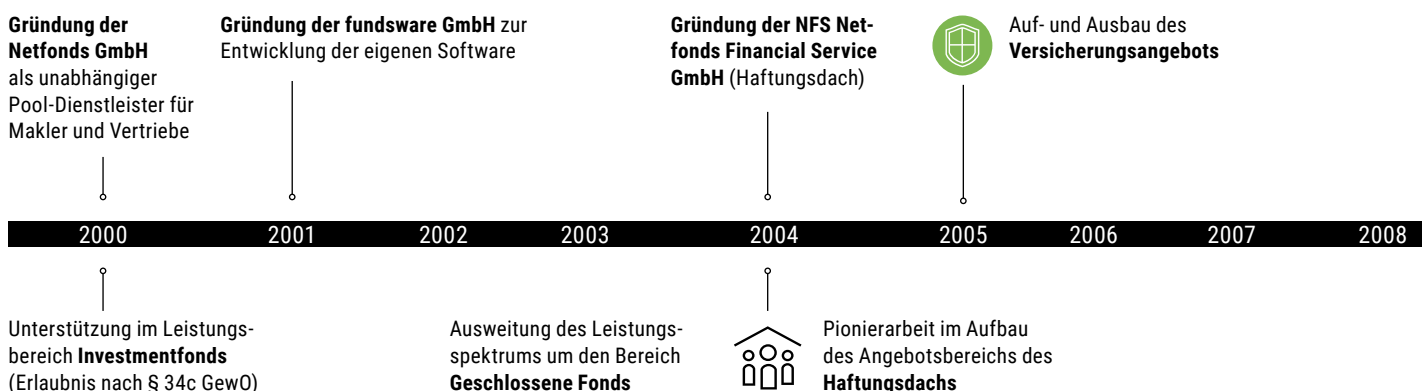 Gründung der
Netfonds GmbH
als unabhängiger
Pool-Dienstleister für
Makler und Vertriebe
Gründung der fundsware GmbH zur
Entwicklung der eigenen Software
Gründung der NFS Net-
fonds Financial Service
GmbH (Haftungsdach)
Auf- und Ausbau des
Versicherungsangebots
2000 2001 2002 2003 2004 2005 2006 2007 2008
Unterstützung im Leistungs-
bereich Investmentfonds
(Erlaubnis nach § 34c GewO)
Ausweitung des Leistungs-
spektrums um den Bereich
Geschlossene Fonds
Pionierarbeit im Aufbau
des Angebotsbereichs des
Haftungsdachs